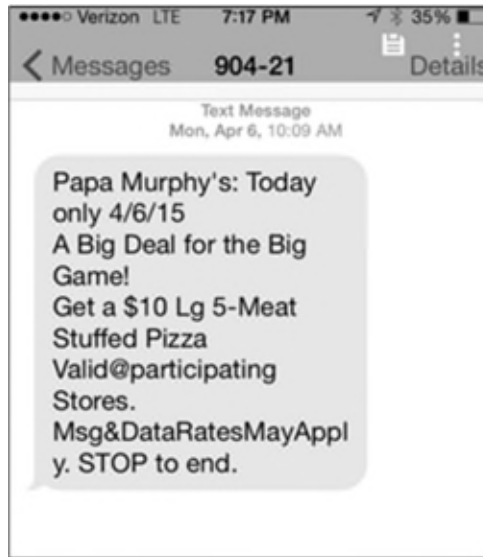 Verizon LTE 7:17 PM 35%
Messages 904-21 Details
Text Message
Mon, Apr 6, 10:09 AM
Papa Murphy's: Today
only 4/6/15
A Big Deal for the Big
Game!
Get a $10 Lg 5-Meat
Stuffed Pizza
Valid@participating
Stores.
Msg&DataRatesMayAppl
y. STOP to end.